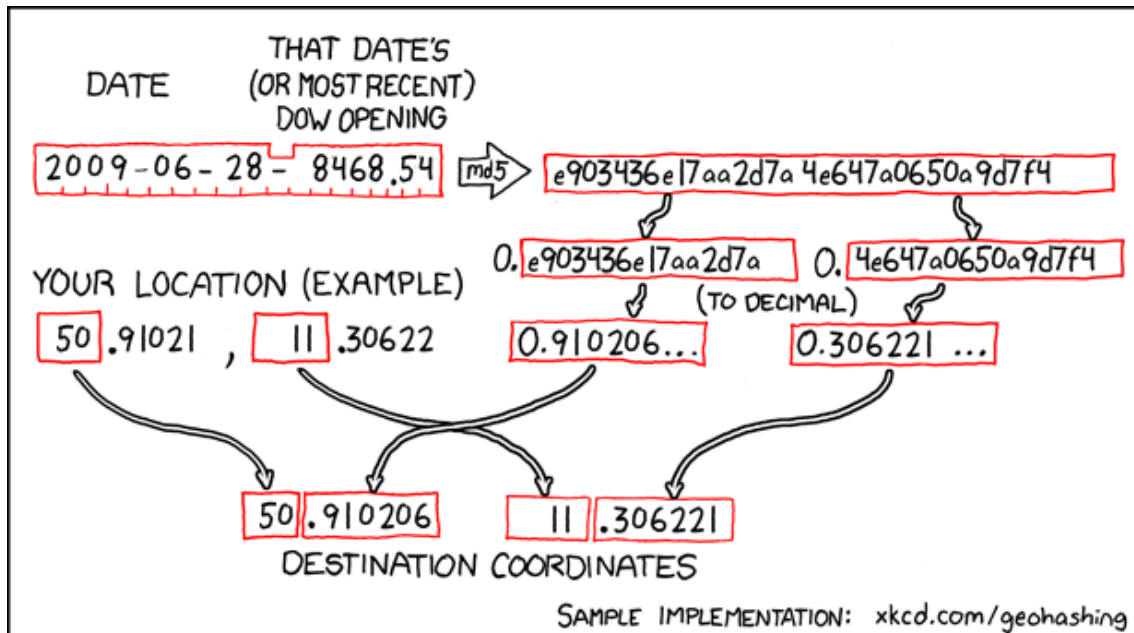 DATE
THAT DATE'S
(OR MOST RECENT)
DOW OPENING
2009-06-28-8468.54
md5
e903436e17aa2d7a4e647a0650a9d7f4
0.e903436e17aa2d7a
0.4e647a0650a9d7f4
(TO DECIMAL)
YOUR LOCATION (EXAMPLE)
50.91021, 11.30622
0.910206...
0.306221...
50.910206
11.306221
DESTINATION COORDINATES
SAMPLE IMPLEMENTATION: xkcd.com/geohashing